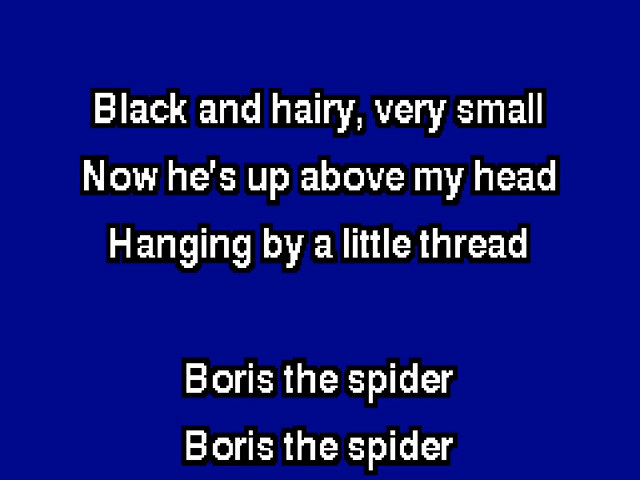 Black and hairy, very small
Now he's up above my head
Hanging by a little thread
Boris the spider
Boris the spider